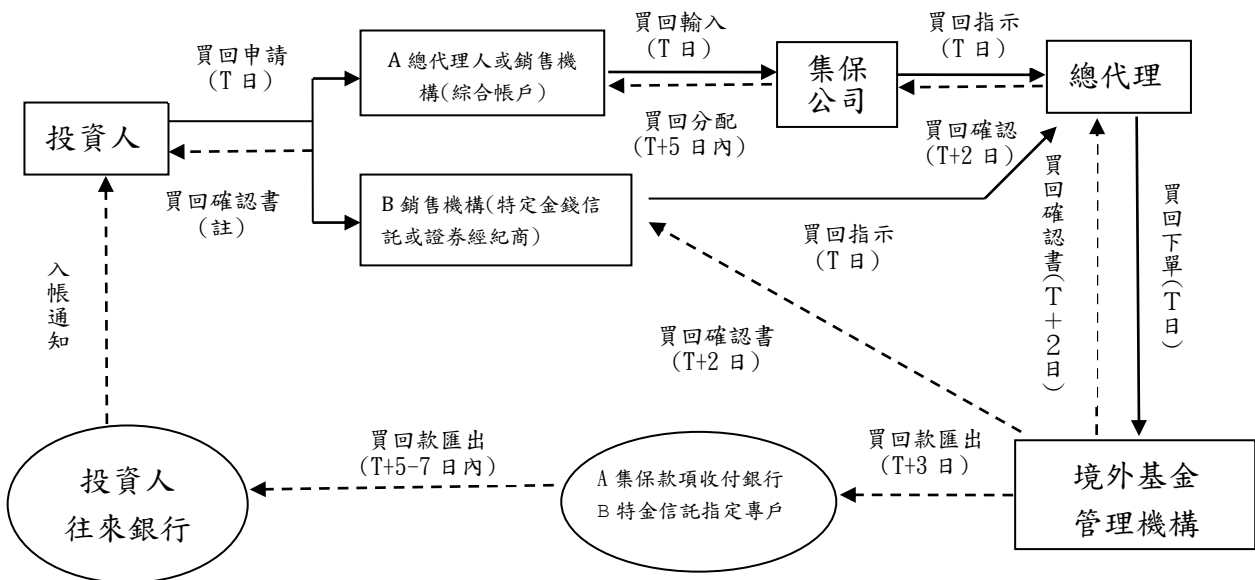 買回申請
(T 日)
A 總代理人或銷售機
構(綜合帳戶)
買回輸入
(T 日)
集保
公司
買回指示
(T 日)
總代理
投資人
買回分配
(T+5 日內)
買回確認
(T+2 日)
買回確認書
(註)
B 銷售機構(特定金錢信
託或證券經紀商)
買回指示
(T 日)
買回確認書(T+2日)
買回下單(T日)
入帳通知
買回確認書
(T+2 日)
買回款匯出
(T+5-7 日內)
買回款匯出
(T+3 日)
投資人
往來銀行
A 集保款項收付銀行
B 特金信託指定專戶
境外基金
管理機構